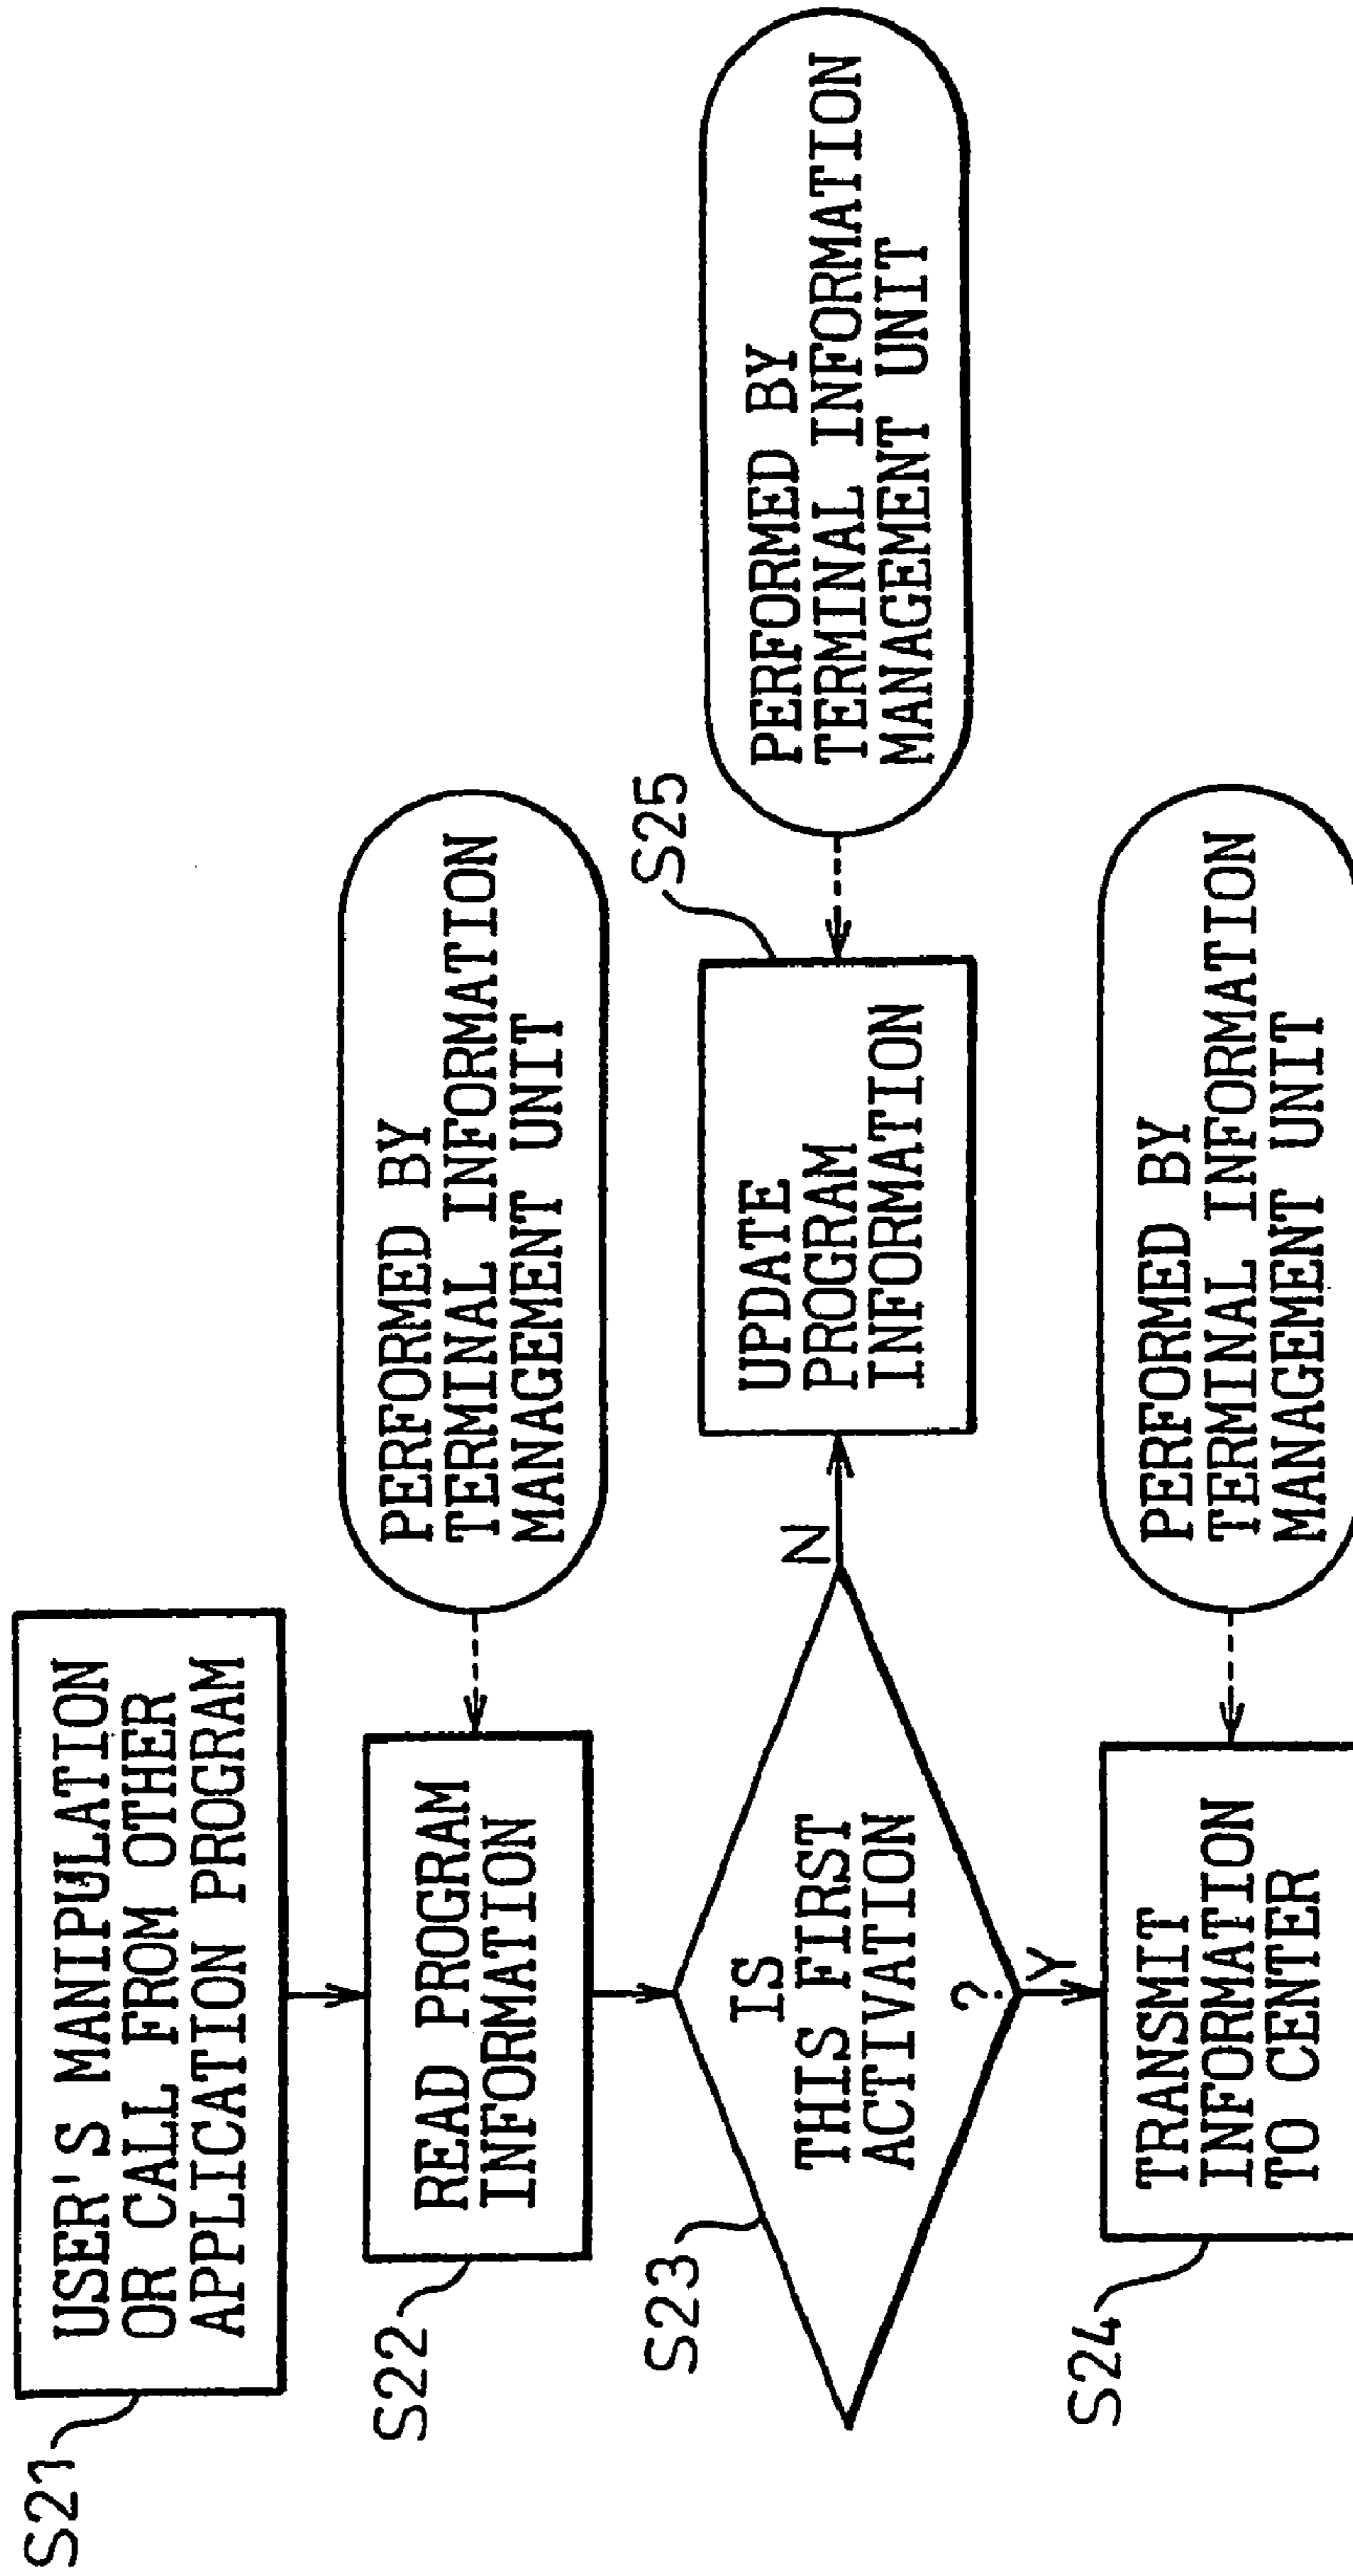 S21
USER'S MANIPULATION
OR CALL FROM OTHER
APPLICATION PROGRAM
S22
READ PROGRAM
INFORMATION
PERFORMED BY
TERMINAL INFORMATION
MANAGEMENT UNIT
S23
IS
THIS FIRST
ACTIVATION
?
N
S25
UPDATE
PROGRAM
INFORMATION
PERFORMED BY
TERMINAL INFORMATION
MANAGEMENT UNIT
Y
S24
TRANSMIT
INFORMATION
TO CENTER
PERFORMED BY
TERMINAL INFORMATION
MANAGEMENT UNIT